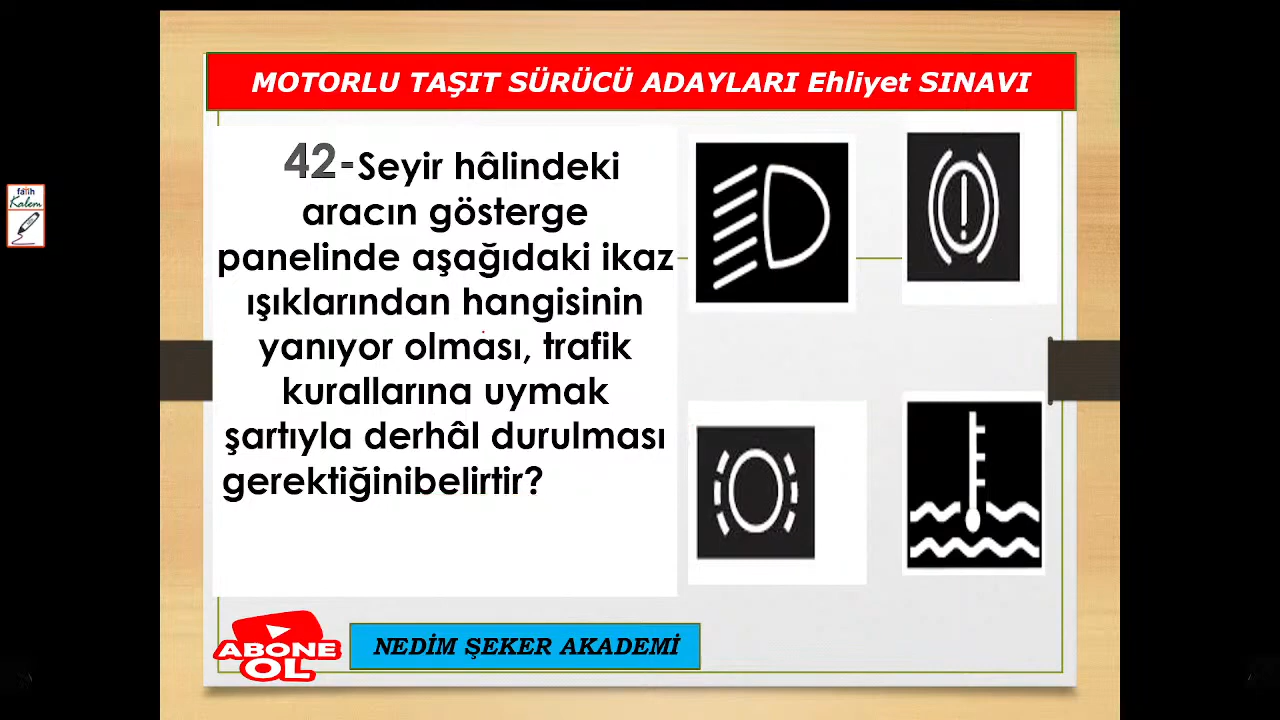 MOTORLU TAŞIT SÜRÜCÜ ADAYLARI Ehliyet SINAVI
42-Seyir hâlindeki
aracın gösterge
panelinde aşağıdaki ikaz
ışıklarından hangisinin
yanıyor olması, trafik
kurallarına uymak
şartıyla derhâl durulması
gerektiğinibelirtir?
fatih
Kalem
ABONE
OL
NEDİM ŞEKER AKADEMİ